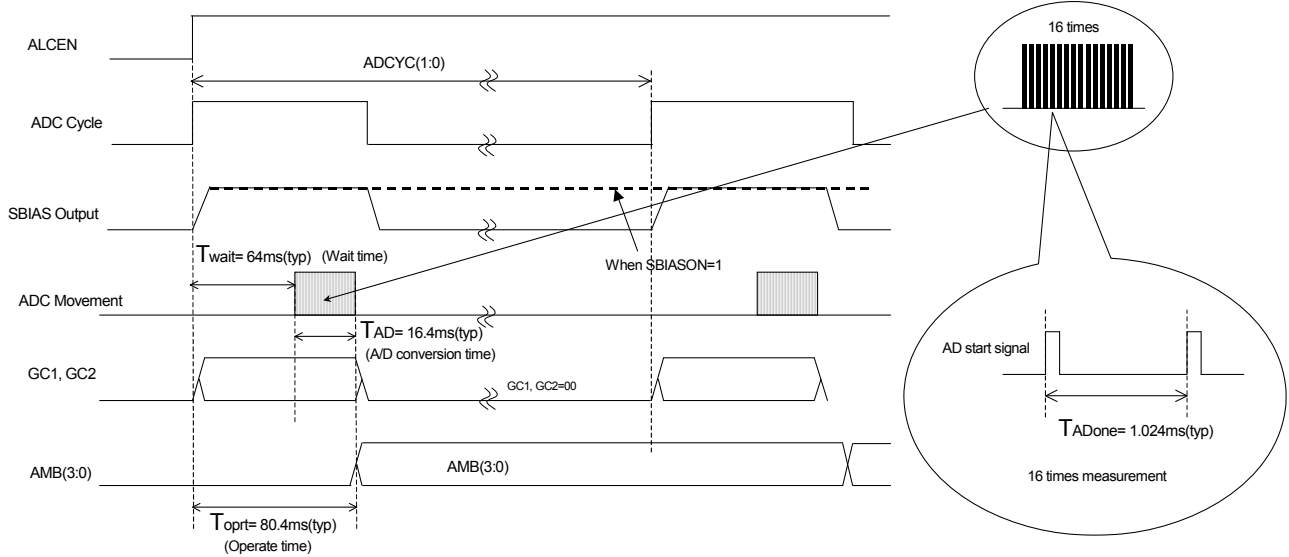 ALCEN
ADCYC(1:0)
16 times
ADC Cycle
SBIAS Output
Twait= 64ms(typ) (Wait time)
When SBIASON=1
ADC Movement
TAD= 16.4ms(typ)
(A/D conversion time)
AD start signal
GC1, GC2
GC1, GC2=00
TADone= 1.024ms(typ)
AMB(3:0)
AMB(3:0)
16 times measurement
Toprt= 80.4ms(typ)
(Operate time)